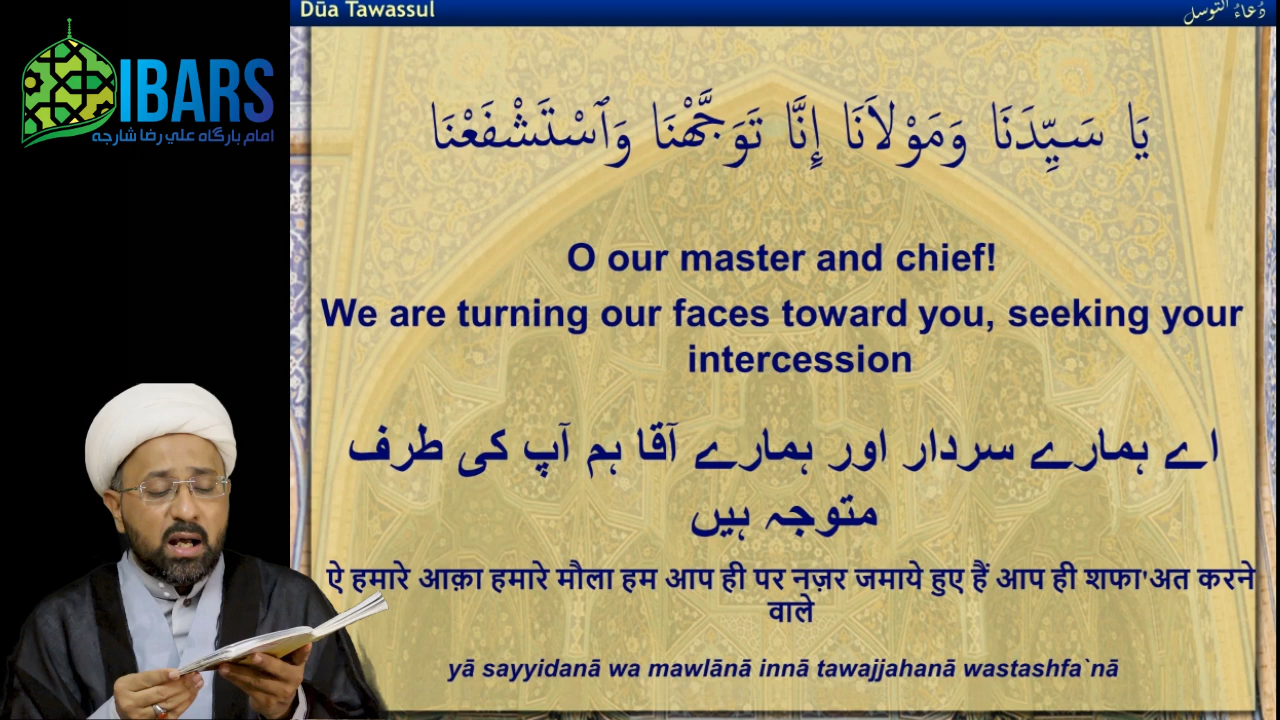 Dūa Tawassul
دُعاءُ التوسل
IBARS
امام بارگاه علي رضا شارجه
يَا سَيِّدَنَا وَمَوْلاَنَا إِنَّا تَوَجَّهْنَا وَٱسْتَشْفَعْنَا
O our master and chief!
We are turning our faces toward you, seeking your
intercession
اے ہمارے سردار اور ہمارے آقا ہم آپ کی طرف
متوجہ ہیں
ऐ हमारे आक़ा हमारे मौला हम आप ही पर नज़र जमाये हुए हैं आप ही शफा'अत करने
वाले
yā sayyidanā wa mawlānā innā tawajjahanā wastashfa`nā